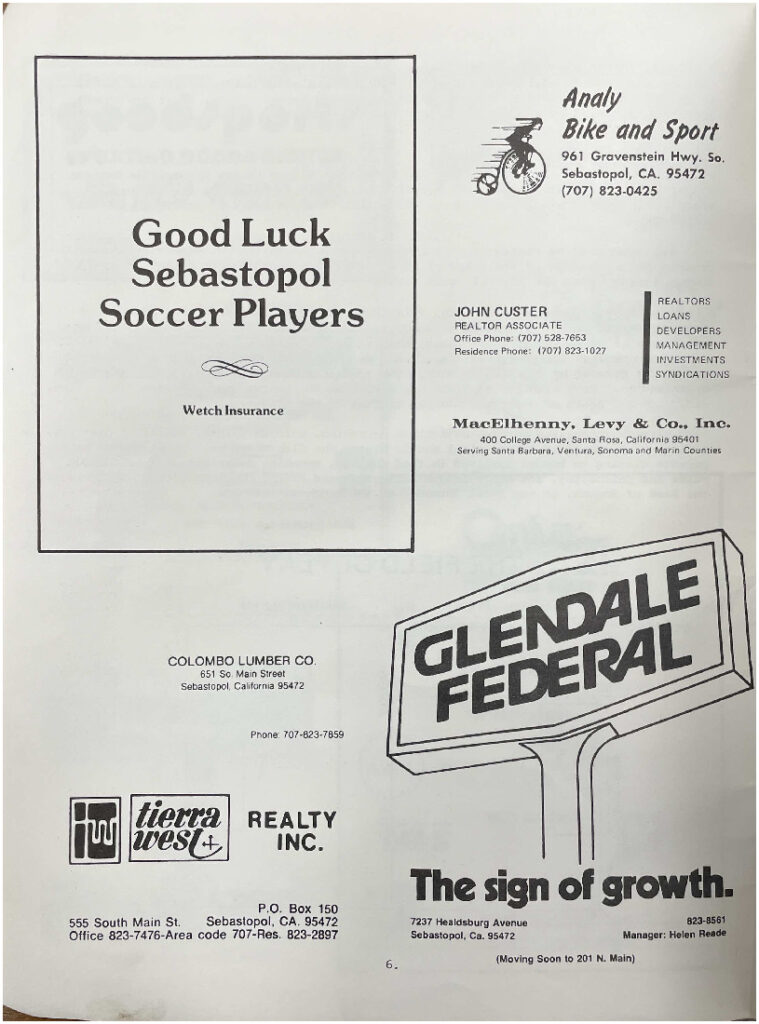 Good Luck
Sebastopol
Soccer Players
Wetch Insurance
Analy
Bike and Sport
961 Gravenstein Hwy. So.
Sebastopol, CA. 95472
(707) 823-0425
JOHN CUSTER
REALTOR ASSOCIATE
Office Phone: (707) 528-7653
Residence Phone: (707) 823-1027
REALTORS
LOANS
DEVELOPERS
MANAGEMENT
INVESTMENTS
SYNDICATIONS
MacElhenny, Levy & Co., Inc.
400 College Avenue, Santa Rosa, California 95401
Serving Santa Barbara, Ventura, Sonoma and Marin Counties
COLOMBO LUMBER CO.
651 So. Main Street
Sebastopol, California 95472
Phone: 707-823-7859
GLENDALE
FEDERAL
The sign of growth.
7237 Healdsburg Avenue
Sebastopol, Ca. 95472
823-8561
Manager: Helen Reade
(Moving Soon to 201 N. Main)
tierra
west
REALTY
INC.
P.O. Box 150
555 South Main St. Sebastopol, CA. 95472
Office 823-7476-Area code 707-Res. 823-2897
6.